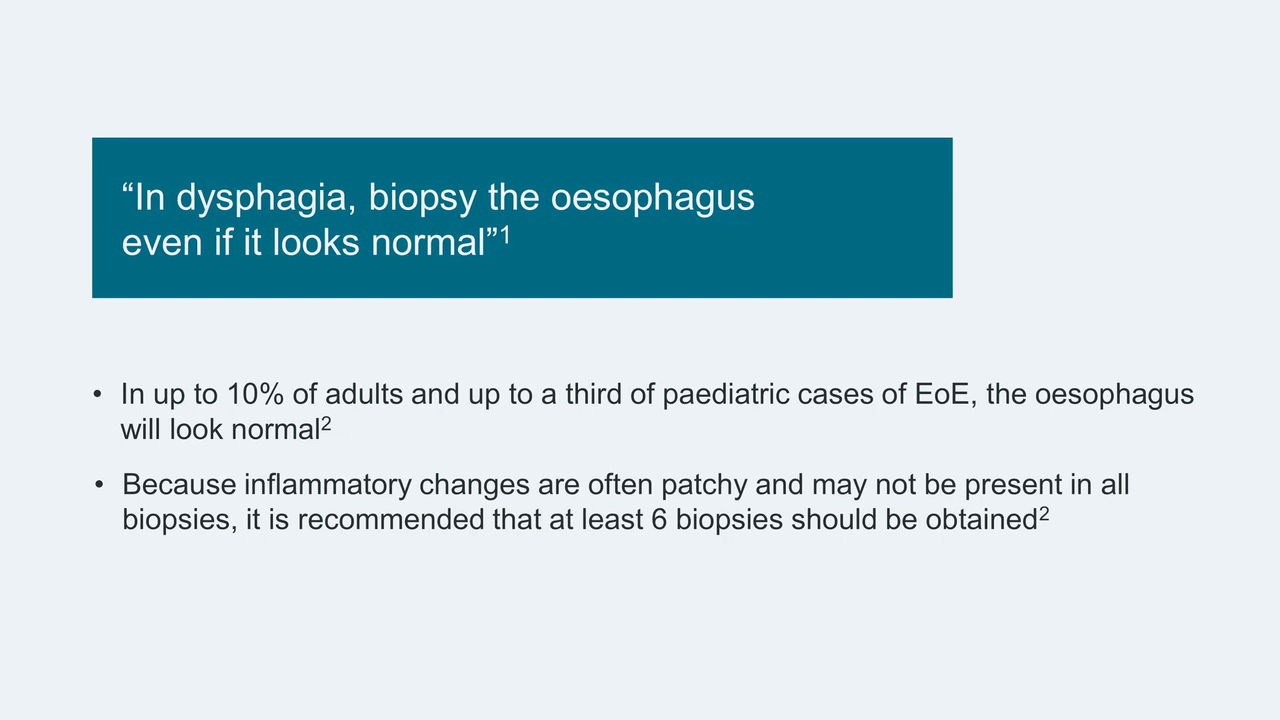 “In dysphagia, biopsy the oesophagus
even if it looks normal”¹
• In up to 10% of adults and up to a third of paediatric cases of EoE, the oesophagus
will look normal²
• Because inflammatory changes are often patchy and may not be present in all
biopsies, it is recommended that at least 6 biopsies should be obtained²